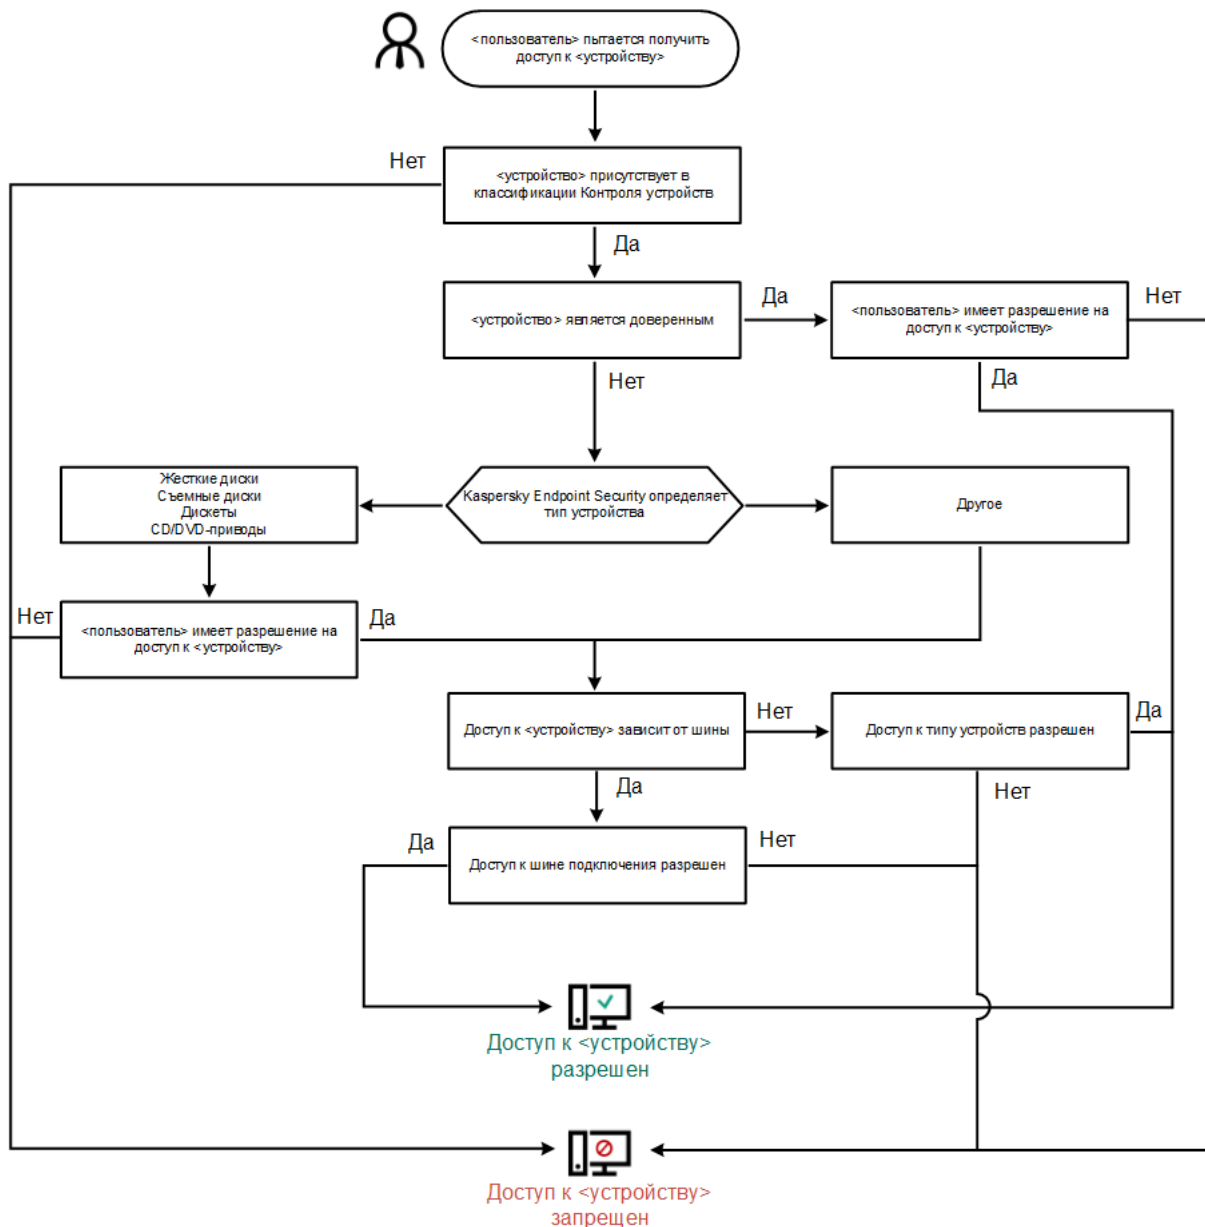 <пользователь> пытается получить
доступ к <устройству>
Нет
<устройство> присутствует в
классификации Контроля устройств
Да
<устройство> является доверенным
Да
<пользователь> имеет разрешение на
доступ к <устройству>
Нет
Нет
Да
Жесткие диски
Съемные диски
Дискеты
CD/DVD-приводы
Kaspersky Endpoint Security определяет
тип устройства
Другое
Нет
<пользователь> имеет разрешение на
доступ к <устройству>
Да
Доступ к <устройству> зависит от шины
Нет
Доступ к типу устройств разрешен
Да
Да
Нет
Да
Доступ к шине подключения разрешен
Нет
Доступ к <устройству>
разрешен
Доступ к <устройству>
запрещен